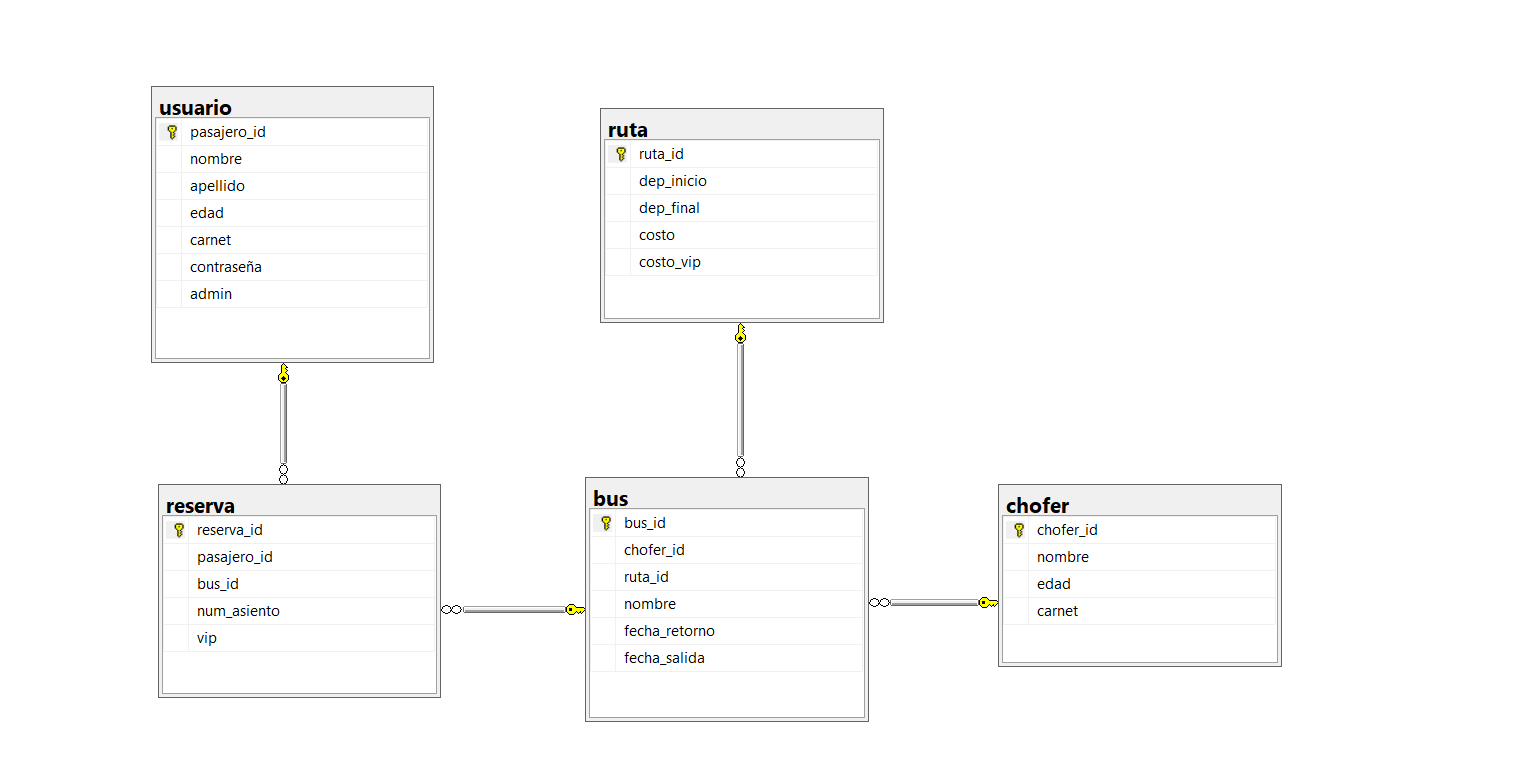 usuario
pasajero_id
nombre
apellido
edad
carnet
contraseña
admin
ruta
ruta_id
dep_inicio
dep_final
costo
costo_vip
reserva
reserva_id
pasajero_id
bus_id
num_asiento
vip
bus
bus_id
chofer_id
ruta_id
nombre
fecha_retorno
fecha_salida
chofer
chofer_id
nombre
edad
carnet